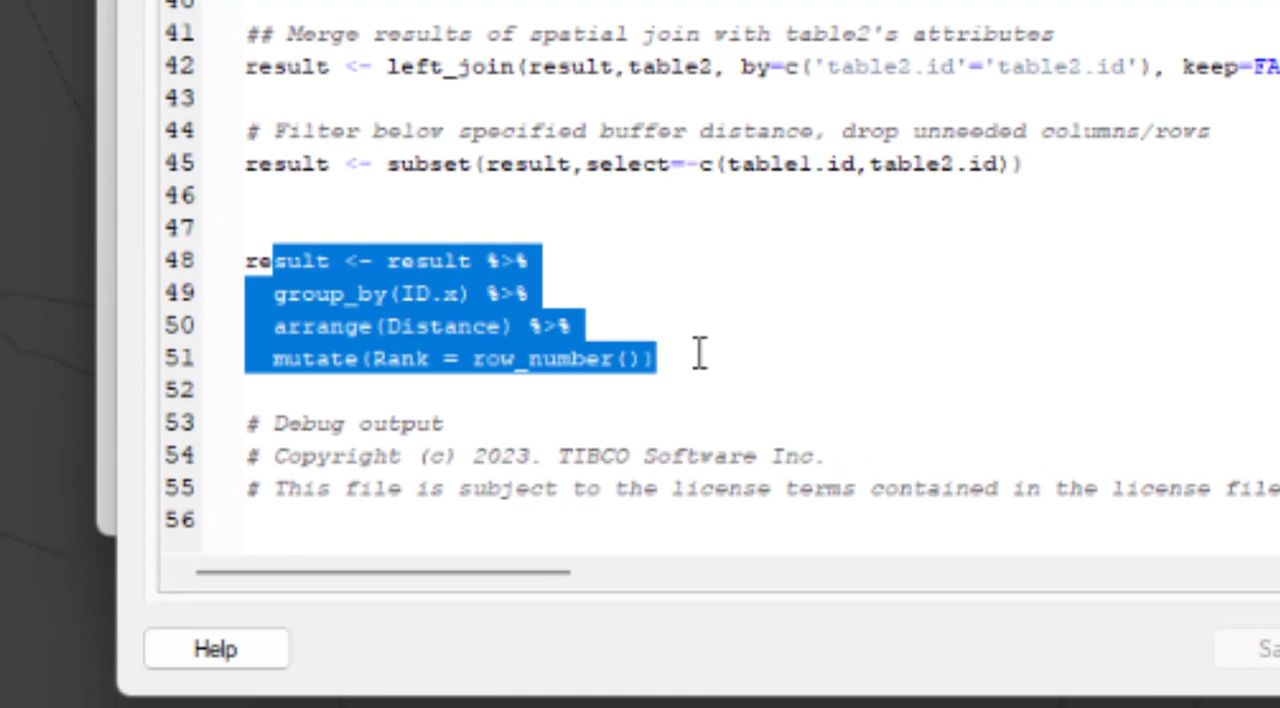 41 ## Merge results of spatial join with table2's attributes
42 result <- left_join(result,table2, by=c('table2.id'='table2.id'), keep=FA
43
44 # Filter below specified buffer distance, drop unneeded columns/rows
45 result <- subset(result,select=-c(table1.id,table2.id))
46
47
48 result <- result %>%
49 group_by(ID.x) %>%
50 arrange(Distance) %>%
51 mutate(Rank = row_number())
52
53 # Debug output
54 # Copyright (c) 2023. TIBCO Software Inc.
55 # This file is subject to the license terms contained in the license file
56
Help
Sa